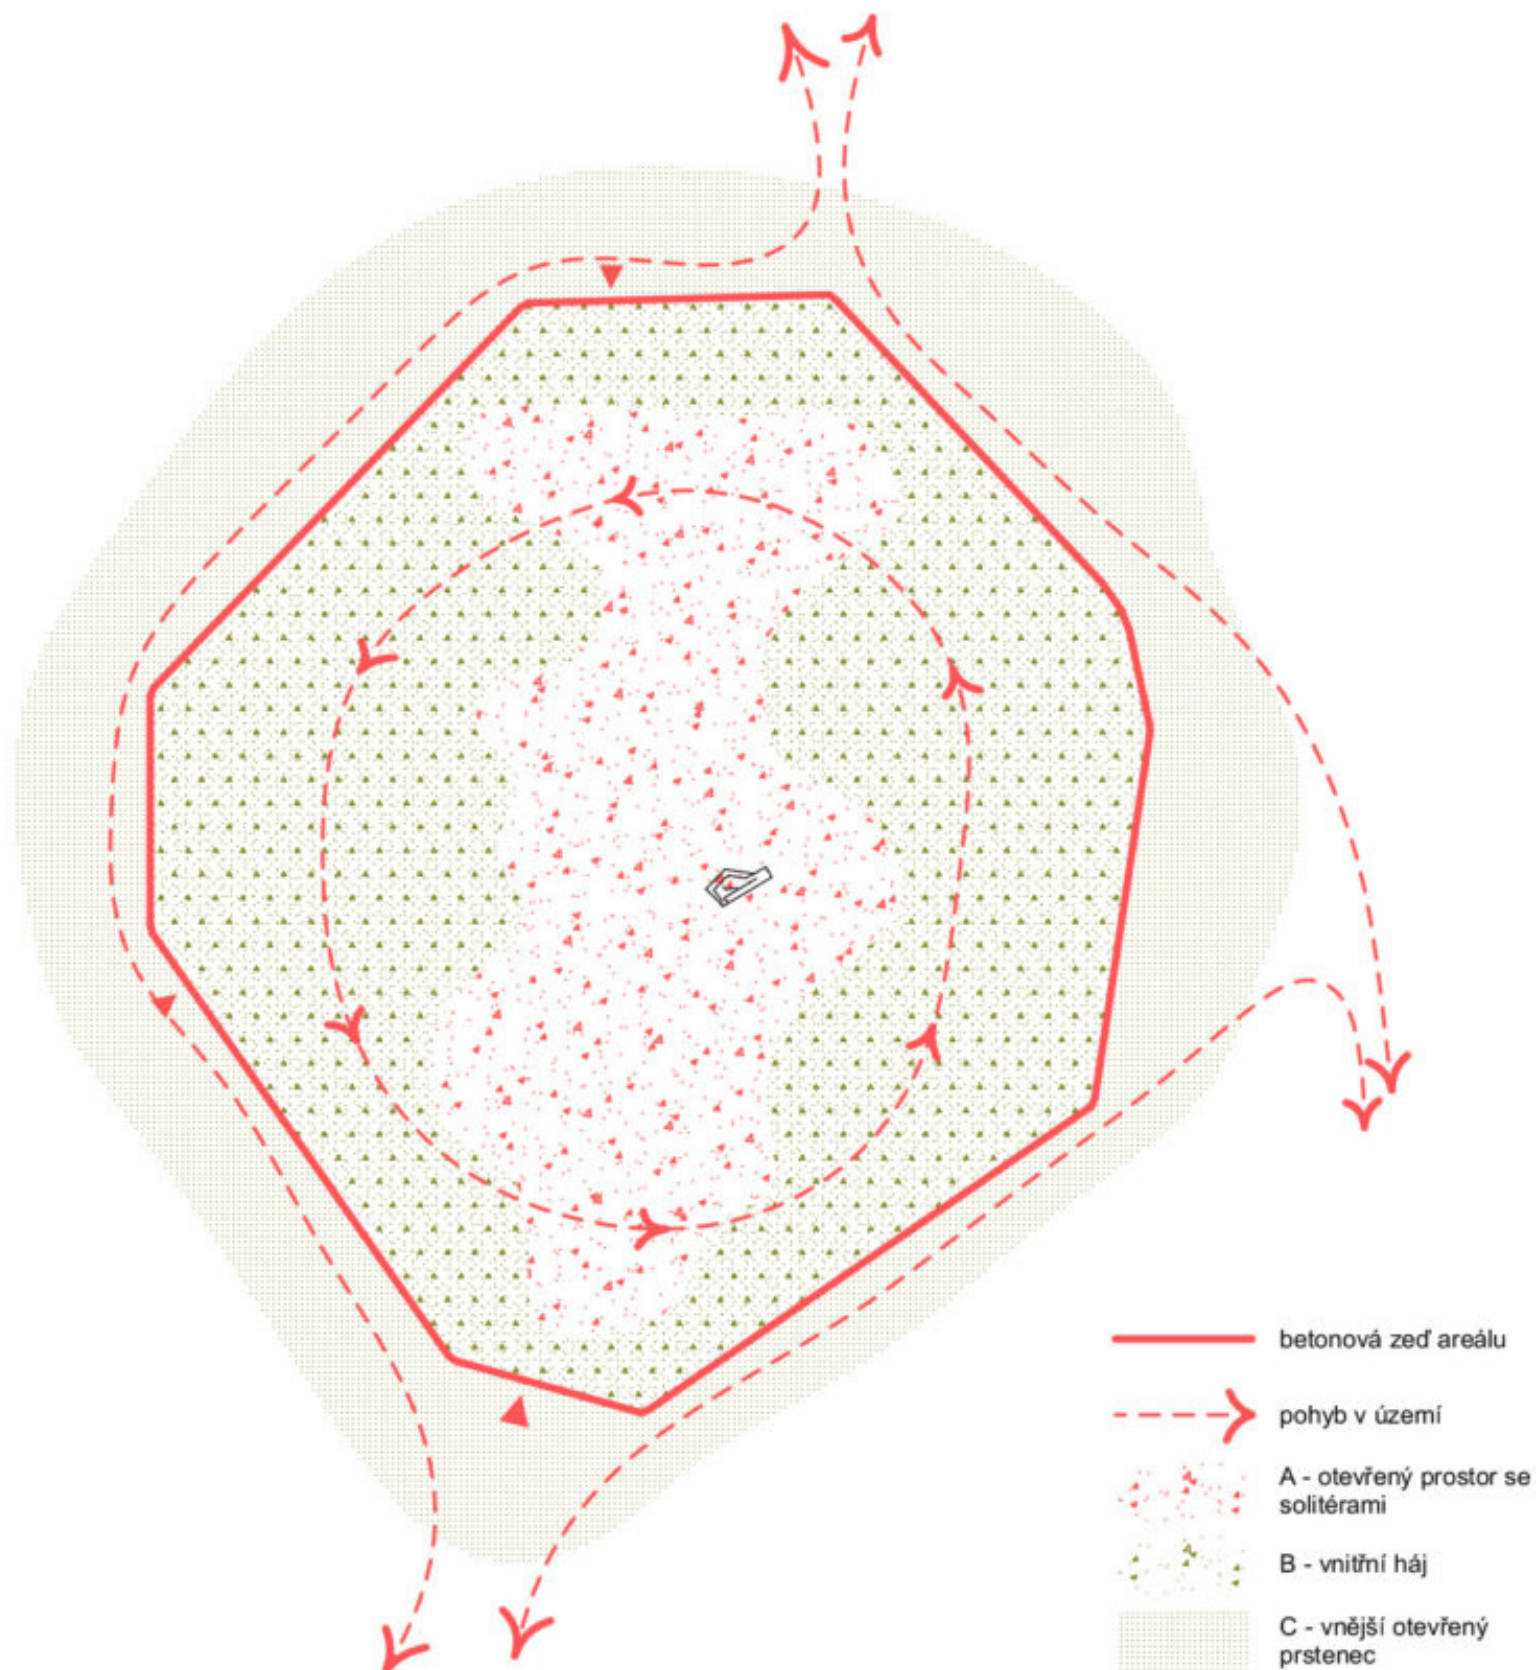 betonová zeď areálu
pohyb v území
A - otevřený prostor se
solitérami
B - vnitřní háj
C - vnější otevřený
prstenec